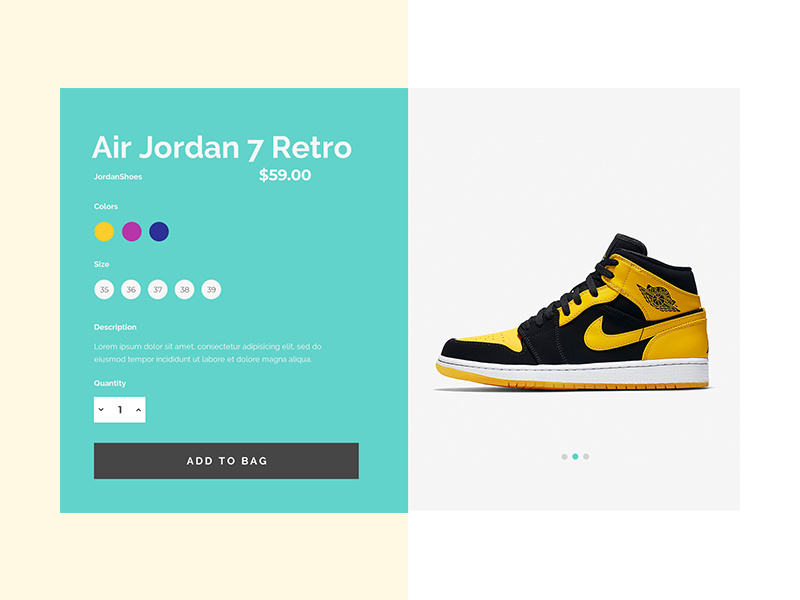 Air Jordan 7 Retro
JordanShoes
$59.00
Colors
Size
35 36 37 38 39
Description
Lorem ipsum dolor sit amet, consectetur adipisicing elit, sed do
eiusmod tempor incididunt ut labore et dolore magna aliqua.
Quantity
1
ADD TO BAG